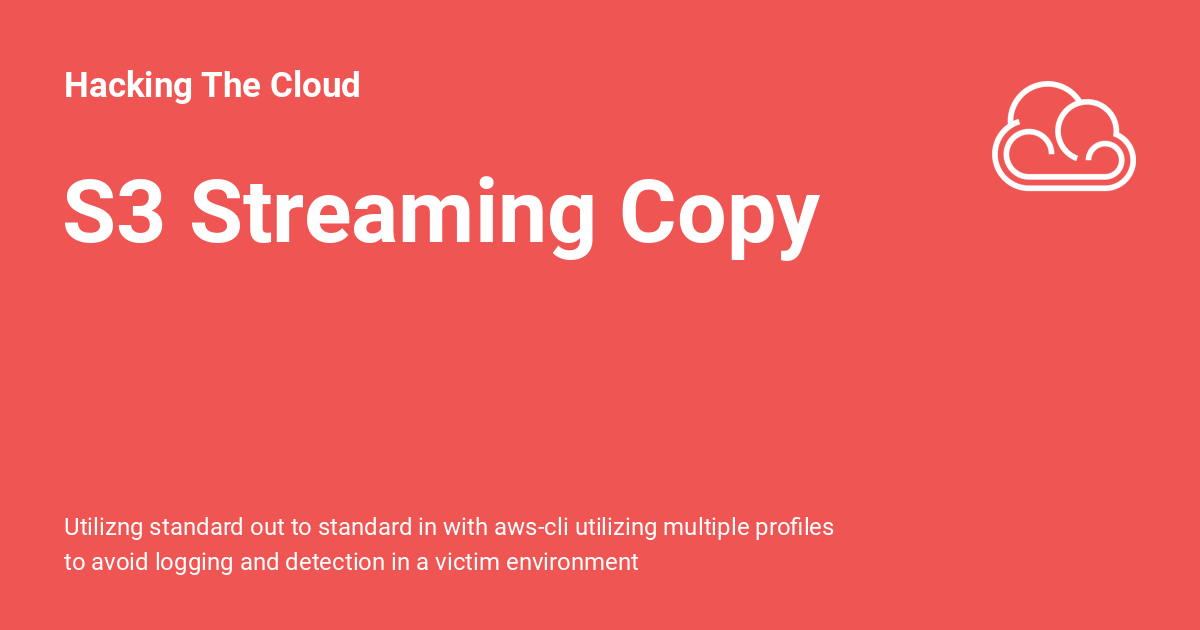 Hacking The Cloud
S3 Streaming Copy
Utilizng standard out to standard in with aws-cli utilizing multiple profiles
to avoid logging and detection in a victim environment